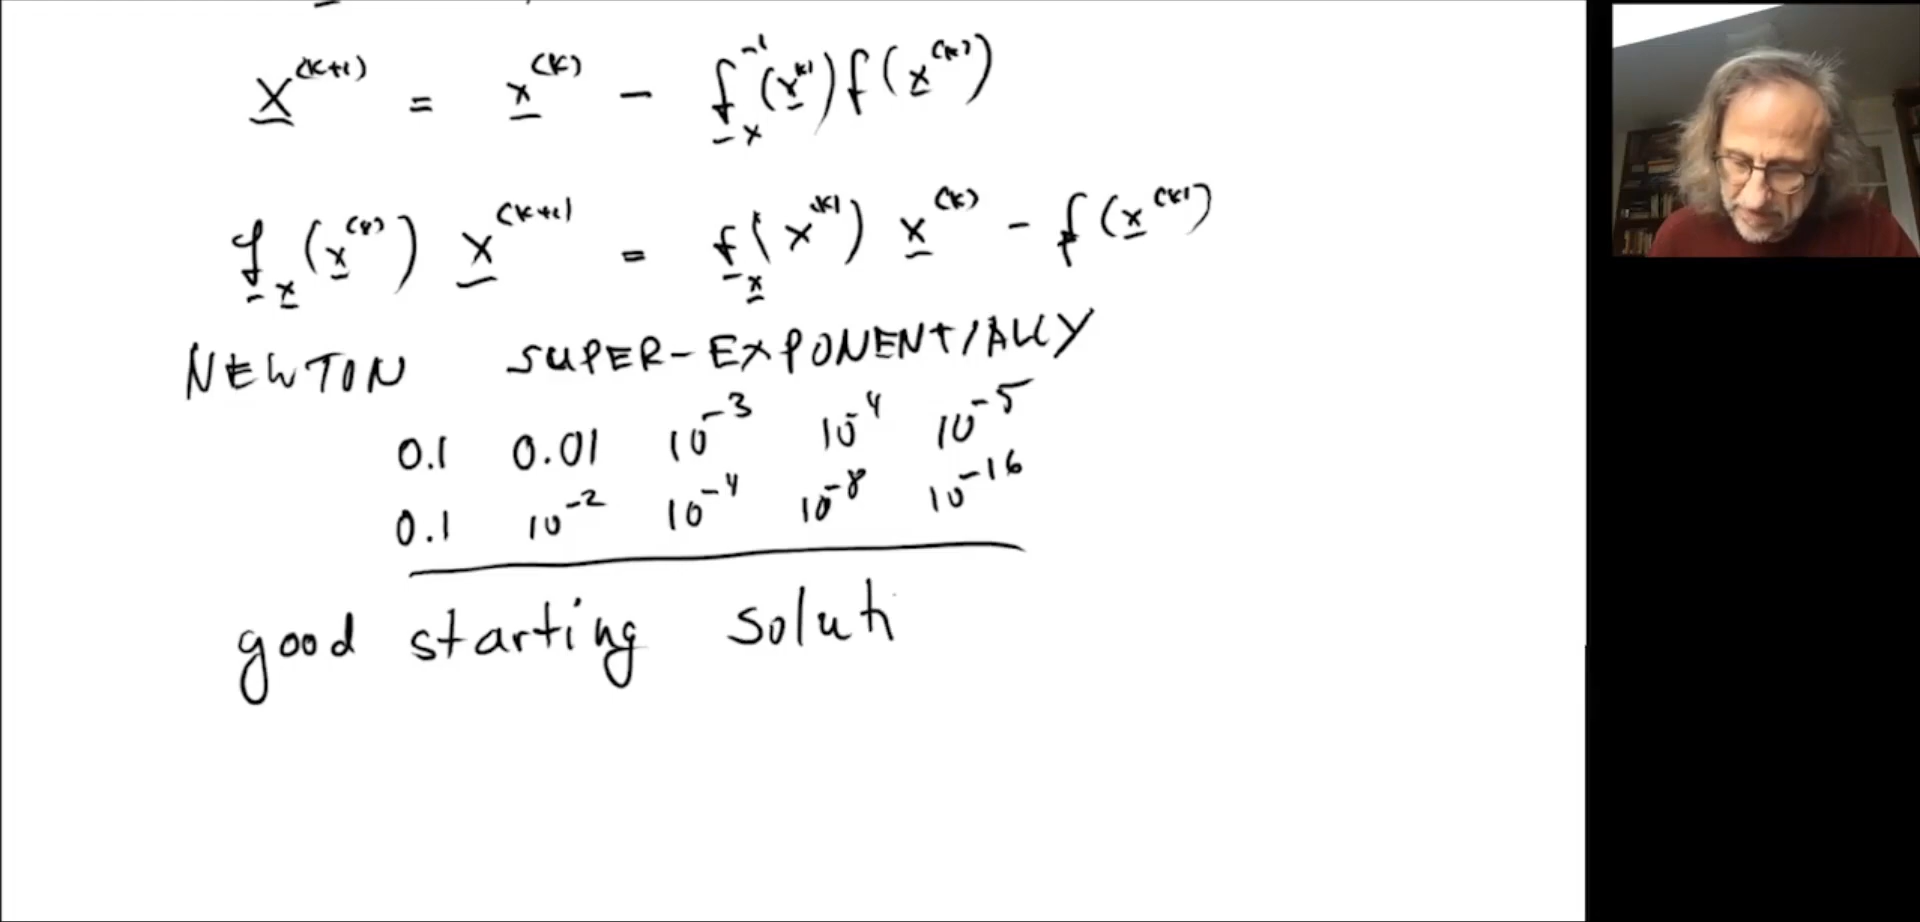 x^(k+1) = x^(k) - f_x^-1(x^(k)) f(x^(k))
f_x(x^(k)) x^(k+1) = f_x(x^(k)) x^(k) - f(x^(k))
NEWTON SUPER-EXPONENTIALLY
0.1 0.01 10^-3 10^-4 10^-5
0.1 10^-2 10^-4 10^-8 10^-16
good starting soluti